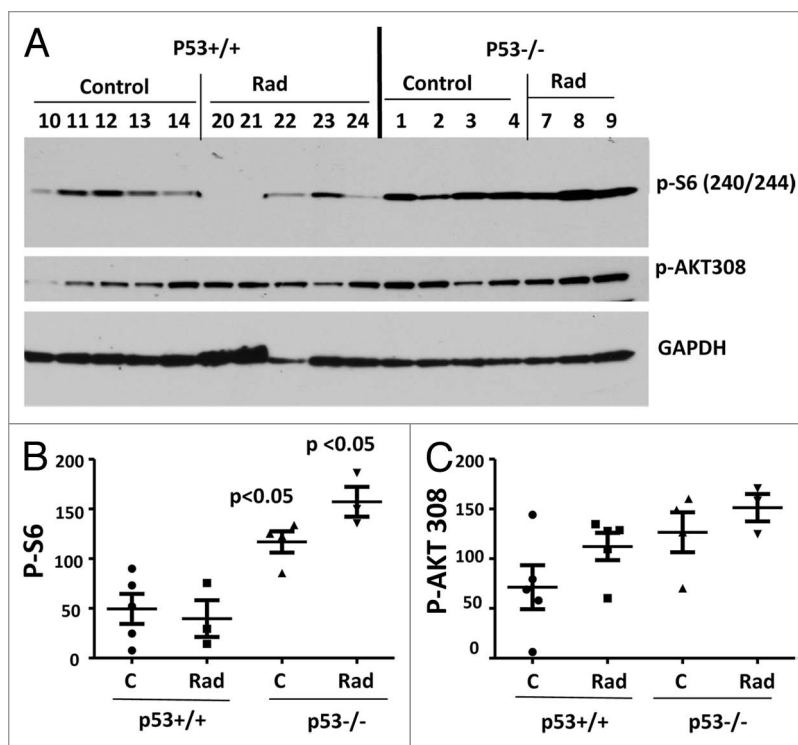 A
P53+/+ P53-/-
Control Rad Control Rad
10 11 12 13 14 20 21 22 23 24 1 2 3 4 7 8 9
p-S6 (240/244)
p-AKT308
GAPDH
B
p <0.05
p<0.05
200
150
100
50
0
P-S6
C Rad C Rad
p53+/+ p53-/-
C
200
150
100
50
0
P-AKT 308
C Rad C Rad
p53+/+ p53-/-